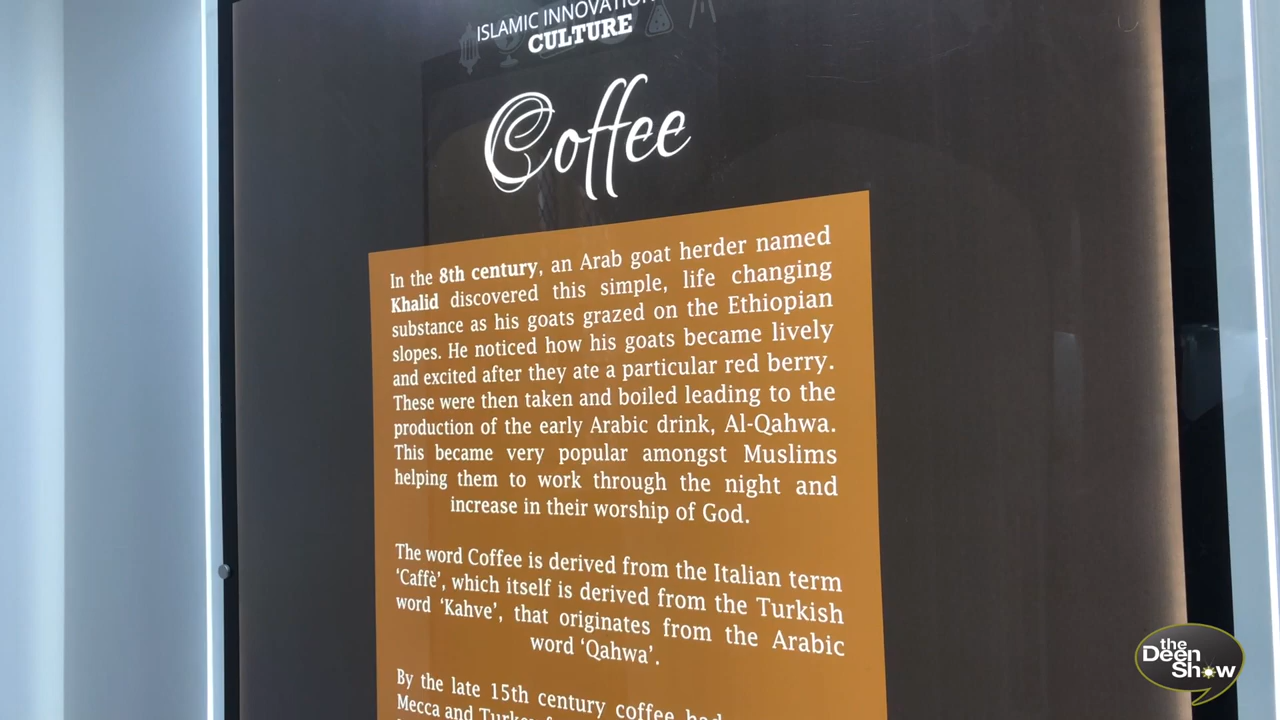 ISLAMIC INNOVATION
CULTURE
Coffee
In the 8th century, an Arab goat herder named
Khalid discovered this simple, life changing
substance as his goats grazed on the Ethiopian
slopes. He noticed how his goats became lively
and excited after they ate a particular red berry.
These were then taken and boiled leading to the
production of the early Arabic drink, Al-Qahwa.
This became very popular amongst Muslims
helping them to work through the night and
increase in their worship of God.
The word Coffee is derived from the Italian term
‘Caffè’, which itself is derived from the Turkish
word ‘Kahve’, that originates from the Arabic
word ‘Qahwa’.
By the late 15th century coffee had
Mecca and Turkey
the
Deen
Show